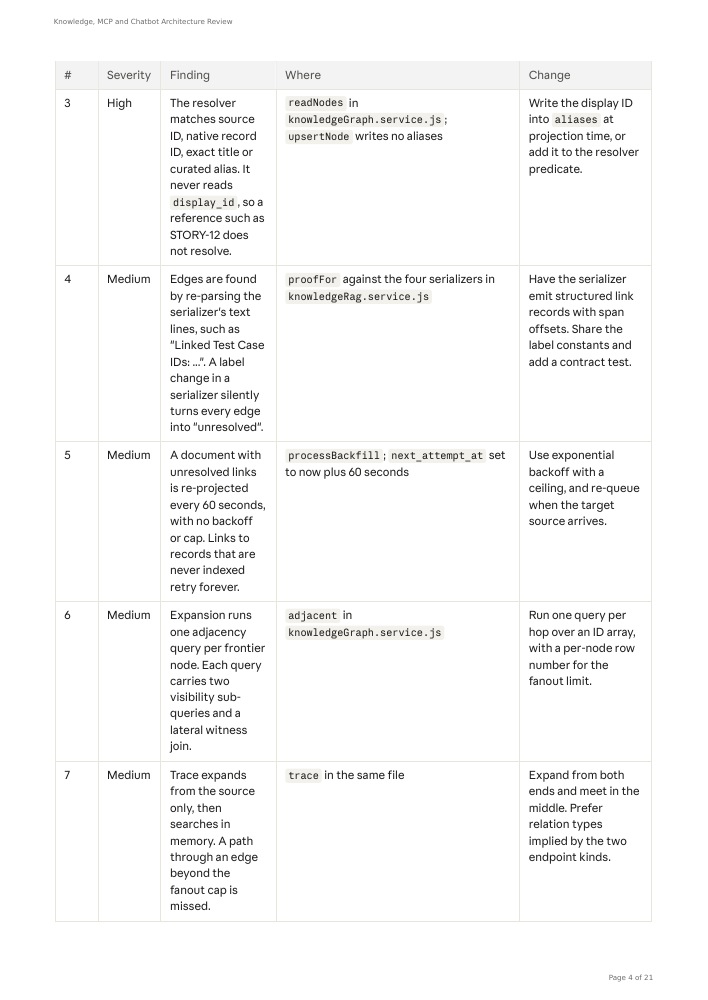 Knowledge, MCP and Chatbot Architecture Review
# Severity Finding Where Change
3 High
The resolver
matches source
ID, native record
ID, exact title or
curated alias. It
never reads
display_id, so a
reference such as
STORY-12 does
not resolve.
readNodes in
knowledgeGraph.service.js;
upsertNode writes no aliases
Write the display ID
into aliases at
projection time, or
add it to the resolver
predicate.
4 Medium
Edges are found
by re-parsing the
serializer's text
lines, such as
"Linked Test Case
IDs: …". A label
change in a
serializer silently
turns every edge
into "unresolved".
proofFor against the four serializers in
knowledgeRag.service.js
Have the serializer
emit structured link
records with span
offsets. Share the
label constants and
add a contract test.
5 Medium
A document with
unresolved links
is re-projected
every 60 seconds,
with no backoff
or cap. Links to
records that are
never indexed
retry forever.
processBackfill; next_attempt_at set
to now plus 60 seconds
Use exponential
backoff with a
ceiling, and re-queue
when the target
source arrives.
6 Medium
Expansion runs
one adjacency
query per frontier
node. Each query
carries two
visibility sub-
queries and a
lateral witness
join.
adjacent in
knowledgeGraph.service.js
Run one query per
hop over an ID array,
with a per-node row
number for the
fanout limit.
7 Medium
Trace expands
from the source
only, then
searches in
memory. A path
through an edge
beyond the
fanout cap is
missed.
trace in the same file
Expand from both
ends and meet in the
middle. Prefer
relation types
implied by the two
endpoint kinds.
Page 4 of 21